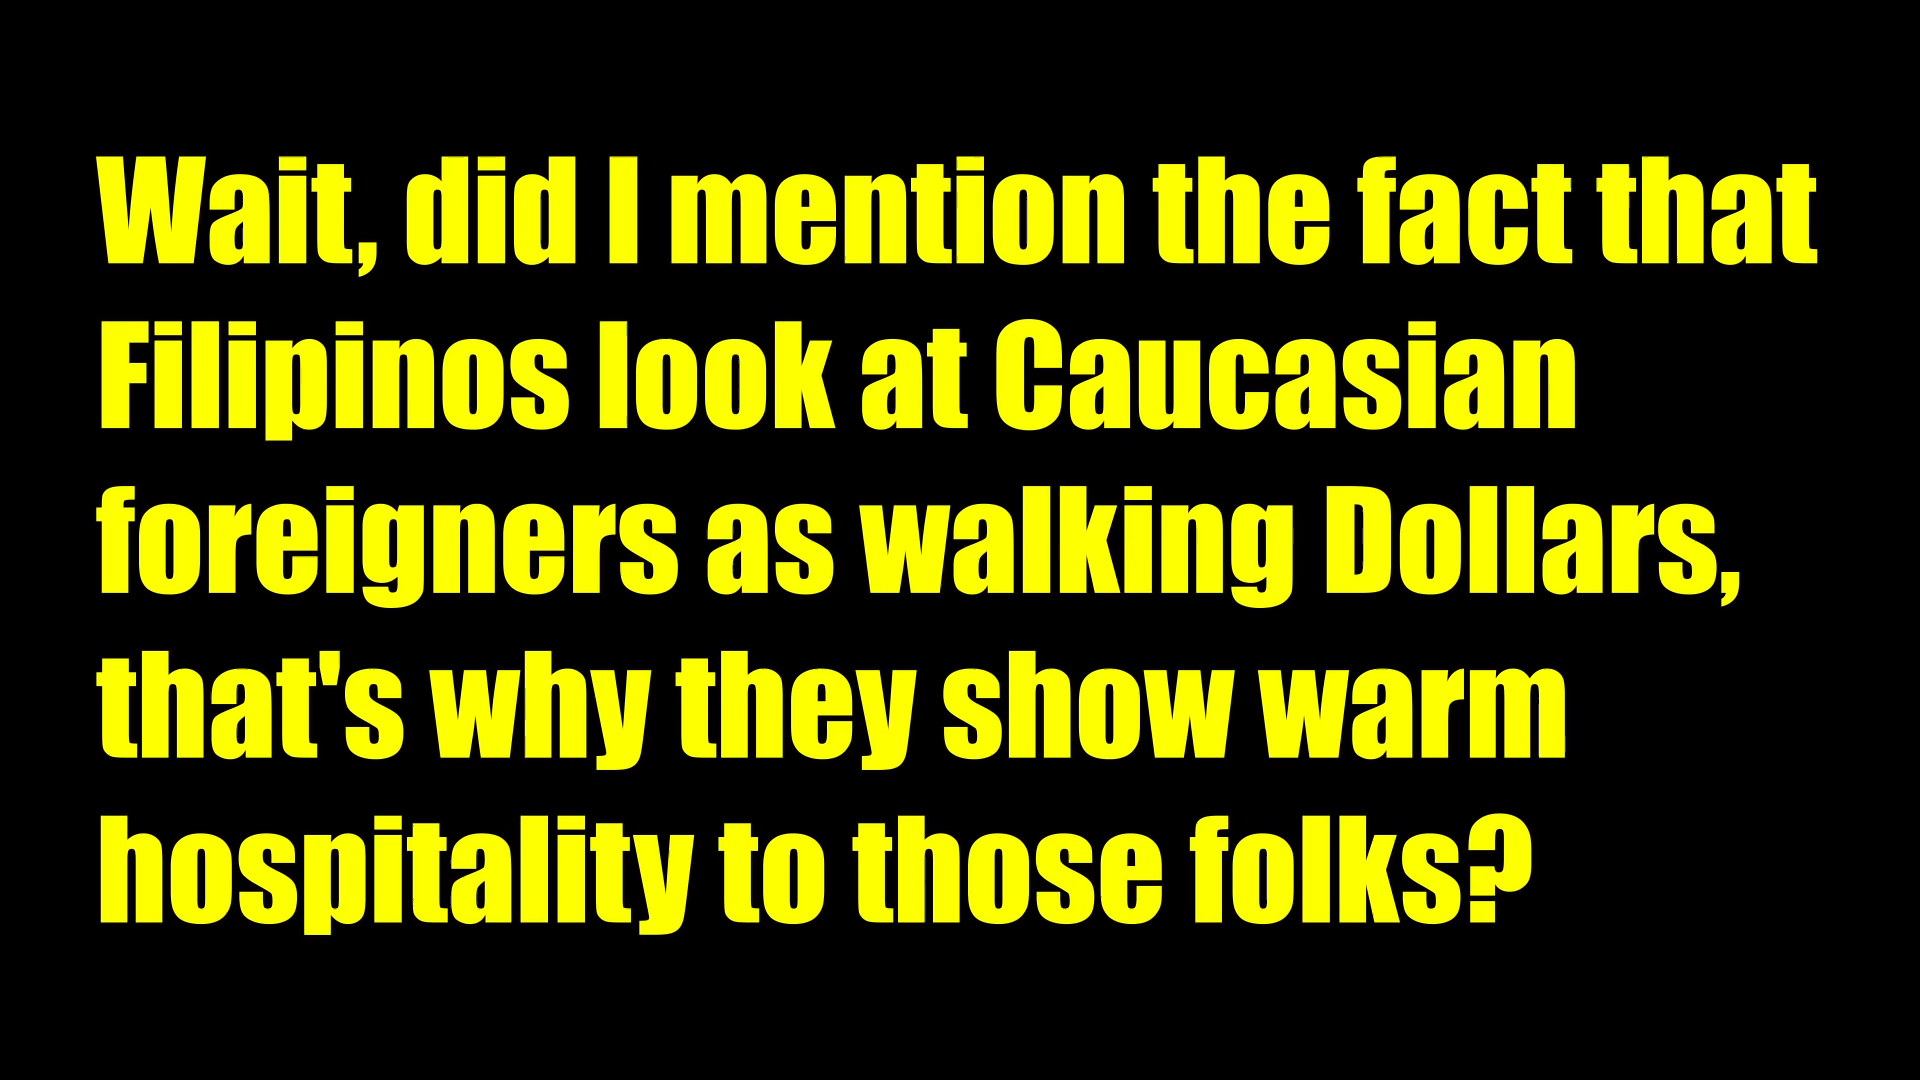 Wait, did I mention the fact that
Filipinos look at Caucasian
foreigners as walking Dollars,
that's why they show warm
hospitality to those folks?